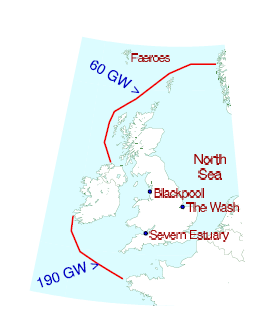 Faeroes
60 GW >
North
Sea
Blackpool
The Wash
Severn Estuary
190 GW >